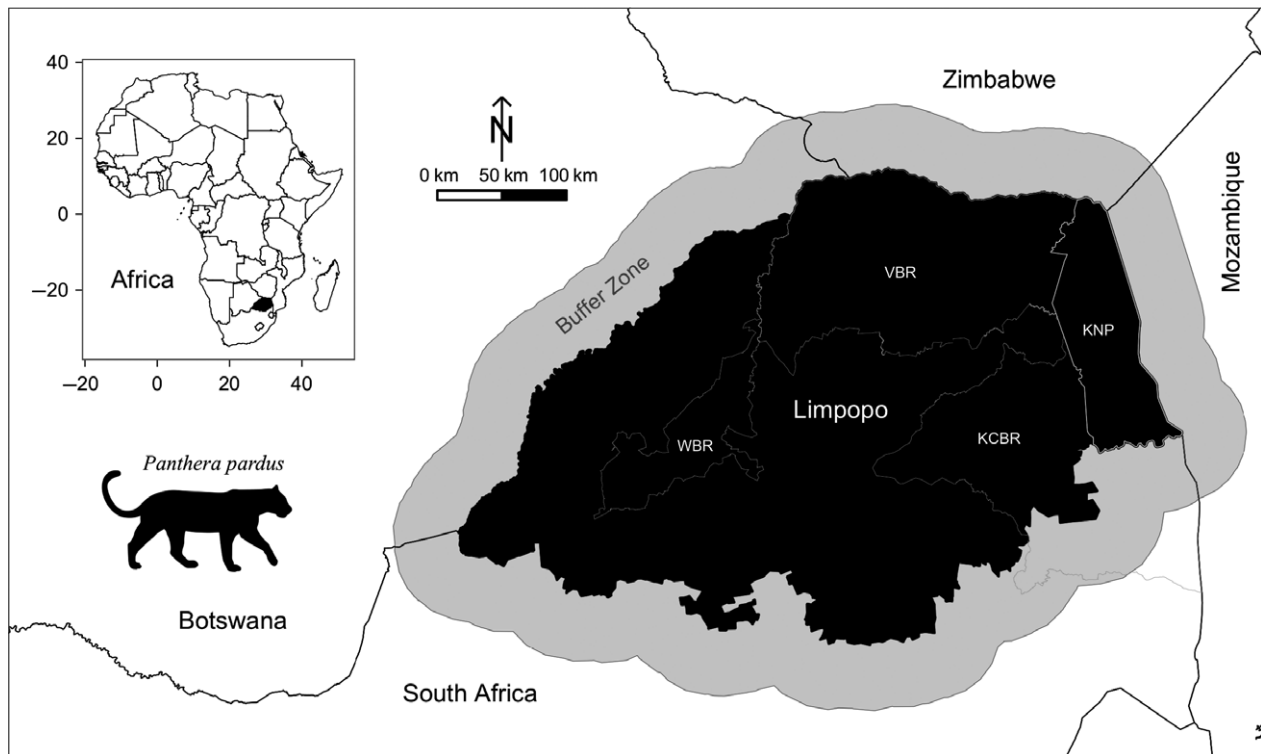 40
20
0
−20
−20
0
20
40
Africa
N
0 km 50 km 100 km
Zimbabwe
Mozambique
Buffer Zone
VBR
KNP
Limpopo
WBR
KCBR
Panthera pardus
Botswana
South Africa